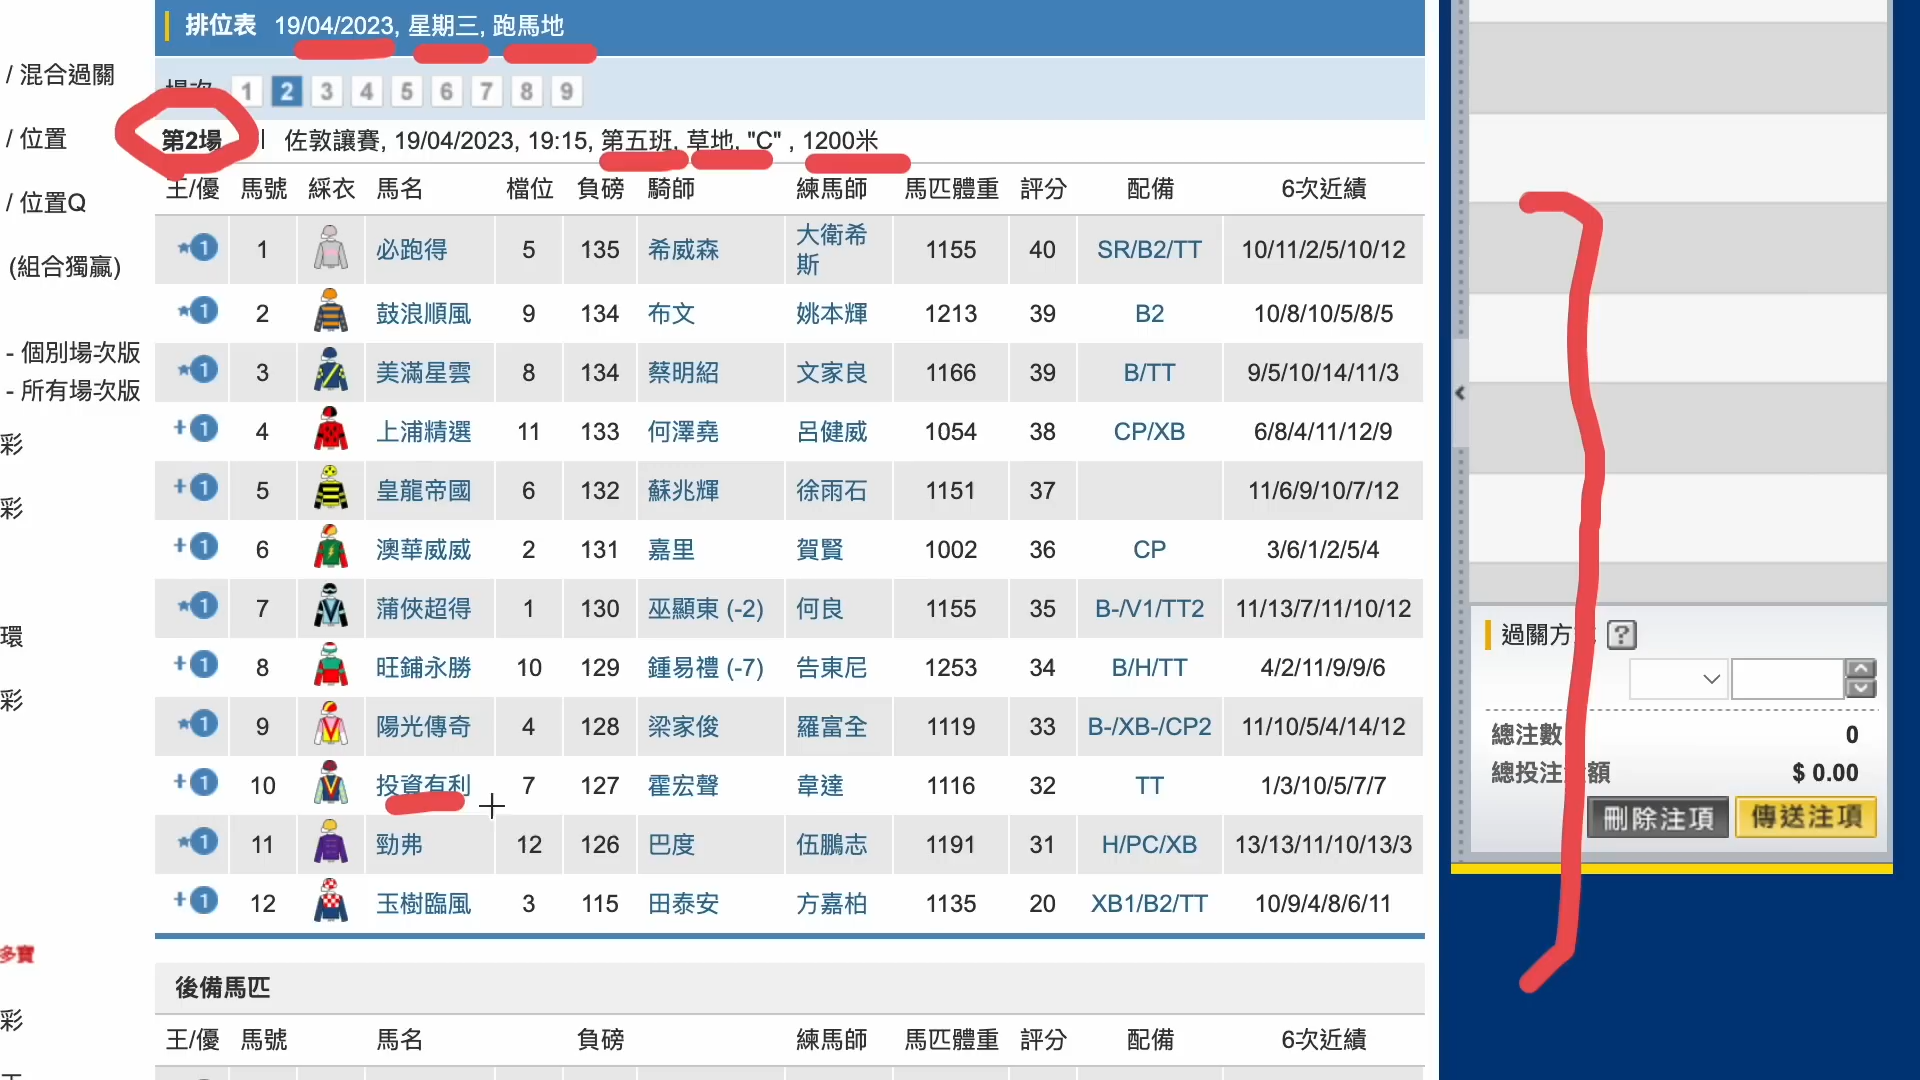 排位表 19/04/2023, 星期三, 跑馬地
/ 混合過關
1 2 3 4 5 6 7 8 9
/ 位置
第2場 | 佐敦讓賽, 19/04/2023, 19:15, 第五班, 草地, "C" , 1200米
/ 位置Q
王/優 馬號 綵衣 馬名 檔位 負磅 騎師 練馬師 馬匹體重 評分 配備 6次近績
(組合獨贏)
- 個別場次版
- 所有場次版
彩
彩
環
彩
多寶
彩
1 1 必跑得 5 135 希威森 大衛希斯 1155 40 SR/B2/TT 10/11/2/5/10/12
1 2 鼓浪順風 9 134 布文 姚本輝 1213 39 B2 10/8/10/5/8/5
1 3 美滿星雲 8 134 蔡明紹 文家良 1166 39 B/TT 9/5/10/14/11/3
+1 4 上浦精選 11 133 何澤堯 呂健威 1054 38 CP/XB 6/8/4/11/12/9
+1 5 皇龍帝國 6 132 蘇兆輝 徐雨石 1151 37 11/6/9/10/7/12
+1 6 澳華威威 2 131 嘉里 賀賢 1002 36 CP 3/6/1/2/5/4
1 7 蒲俠超得 1 130 巫顯東 (-2) 何良 1155 35 B-/V1/TT2 11/13/7/11/10/12
+1 8 旺鋪永勝 10 129 鍾易禮 (-7) 告東尼 1253 34 B/H/TT 4/2/11/9/9/6
1 9 陽光傳奇 4 128 梁家俊 羅富全 1119 33 B-/XB-/CP2 11/10/5/4/14/12
+1 10 投資有利 7 127 霍宏聲 韋達 1116 32 TT 1/3/10/5/7/7
1 11 勁弗 12 126 巴度 伍鵬志 1191 31 H/PC/XB 13/13/11/10/13/3
+1 12 玉樹臨風 3 115 田泰安 方嘉柏 1135 20 XB1/B2/TT 10/9/4/8/6/11
後備馬匹
王/優 馬號 馬名 負磅 練馬師 馬匹體重 評分 配備 6次近績
過關方 ?
總注數 0
總投注 額 $ 0.00
刪除注項 傳送注項